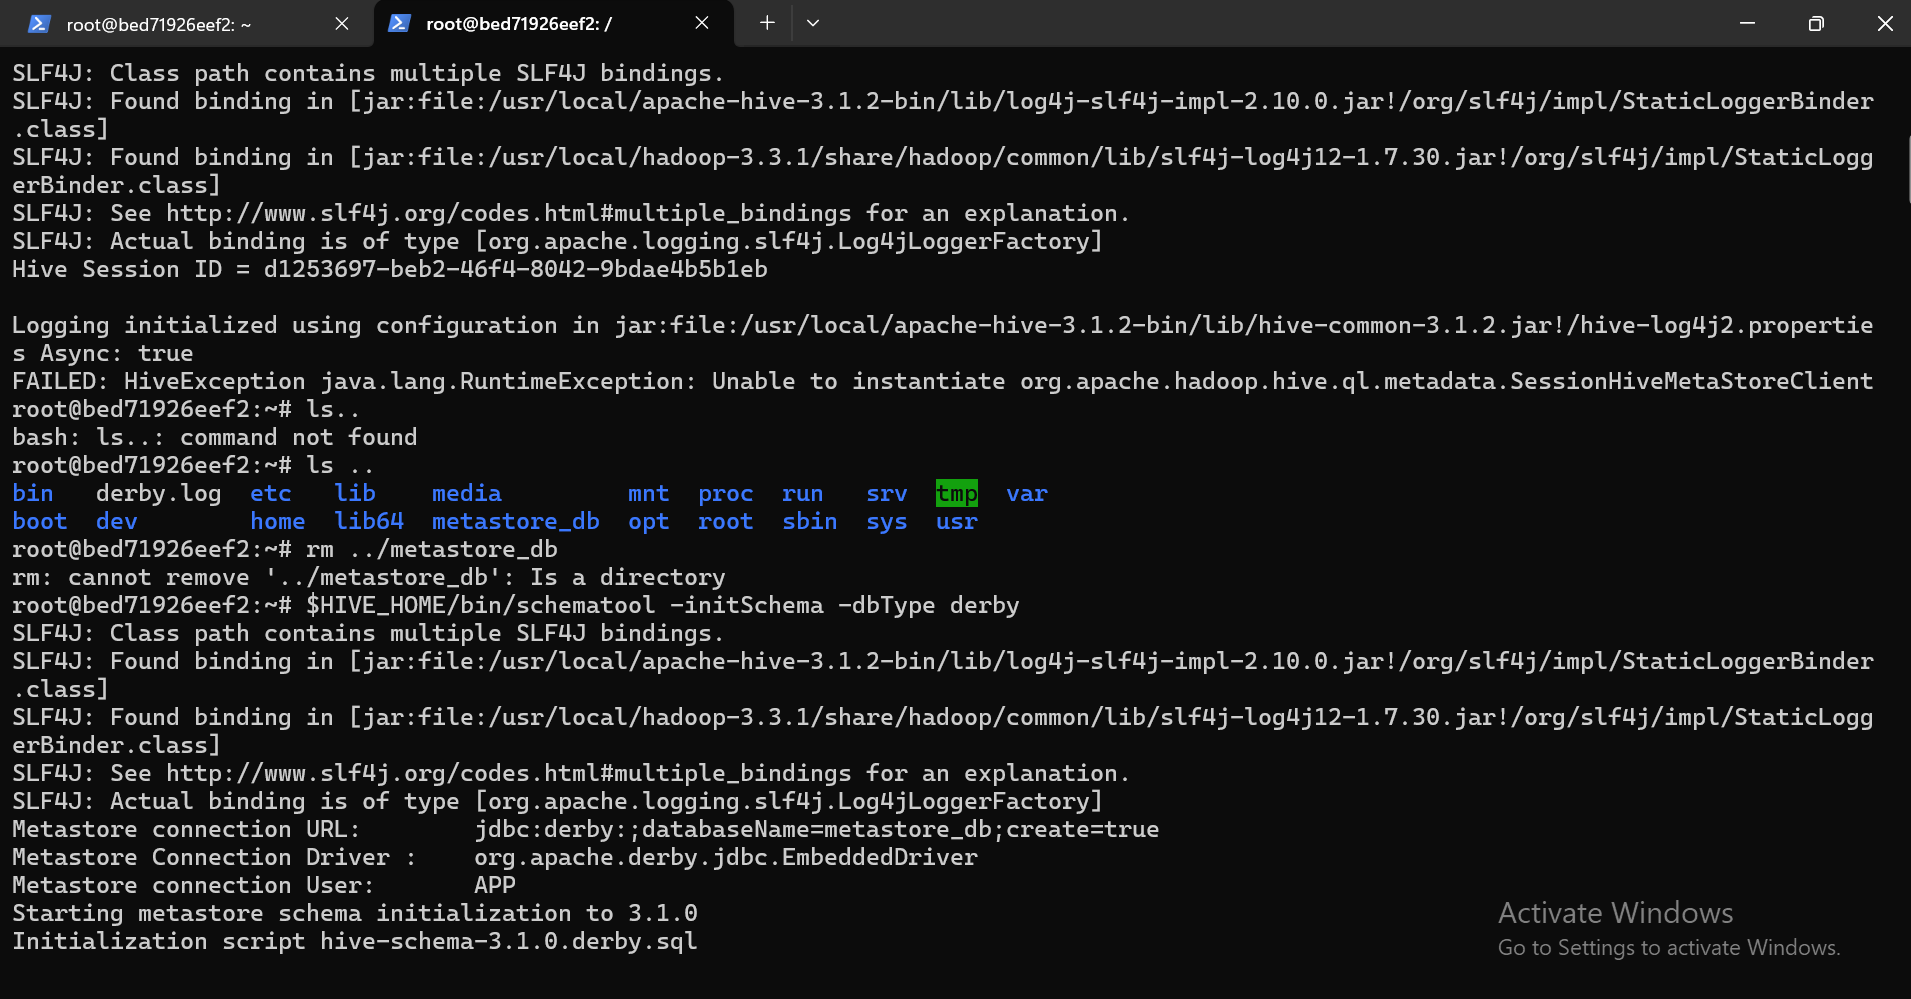 root@bed71926eef2: ~
root@bed71926eef2: /
SLF4J: Class path contains multiple SLF4J bindings.
SLF4J: Found binding in [jar:file:/usr/local/apache-hive-3.1.2-bin/lib/log4j-slf4j-impl-2.10.0.jar!/org/slf4j/impl/StaticLoggerBinder
.class]
SLF4J: Found binding in [jar:file:/usr/local/hadoop-3.3.1/share/hadoop/common/lib/slf4j-log4j12-1.7.30.jar!/org/slf4j/impl/StaticLogg
erBinder.class]
SLF4J: See http://www.slf4j.org/codes.html#multiple_bindings for an explanation.
SLF4J: Actual binding is of type [org.apache.logging.slf4j.Log4jLoggerFactory]
Hive Session ID = d1253697-beb2-46f4-8042-9bdae4b5b1eb
Logging initialized using configuration in jar:file:/usr/local/apache-hive-3.1.2-bin/lib/hive-common-3.1.2.jar!/hive-log4j2.propertie
s Async: true
FAILED: HiveException java.lang.RuntimeException: Unable to instantiate org.apache.hadoop.hive.ql.metadata.SessionHiveMetaStoreClient
root@bed71926eef2:~# ls..
bash: ls..: command not found
root@bed71926eef2:~# ls ..
bin   derby.log  etc   lib    media         mnt  proc  run   srv  tmp  var
boot  dev        home  lib64  metastore_db  opt  root  sbin  sys  usr
root@bed71926eef2:~# rm ../metastore_db
rm: cannot remove '../metastore_db': Is a directory
root@bed71926eef2:~# $HIVE_HOME/bin/schematool -initSchema -dbType derby
SLF4J: Class path contains multiple SLF4J bindings.
SLF4J: Found binding in [jar:file:/usr/local/apache-hive-3.1.2-bin/lib/log4j-slf4j-impl-2.10.0.jar!/org/slf4j/impl/StaticLoggerBinder
.class]
SLF4J: Found binding in [jar:file:/usr/local/hadoop-3.3.1/share/hadoop/common/lib/slf4j-log4j12-1.7.30.jar!/org/slf4j/impl/StaticLogg
erBinder.class]
SLF4J: See http://www.slf4j.org/codes.html#multiple_bindings for an explanation.
SLF4J: Actual binding is of type [org.apache.logging.slf4j.Log4jLoggerFactory]
Metastore connection URL:        jdbc:derby:;databaseName=metastore_db;create=true
Metastore Connection Driver :    org.apache.derby.jdbc.EmbeddedDriver
Metastore connection User:       APP
Starting metastore schema initialization to 3.1.0
Initialization script hive-schema-3.1.0.derby.sql
Activate Windows
Go to Settings to activate Windows.